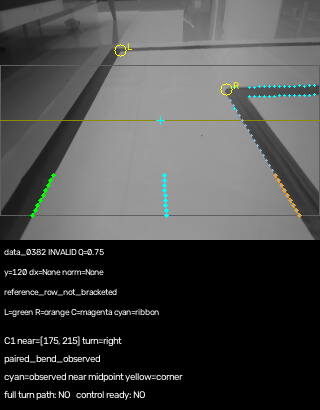 L
R
data_0382 INVALID Q=0.75
y=120 dx=None norm=None
reference_row_not_bracketed
L=green R=orange C=magenta cyan=ribbon
C1 near=[175, 215] turn=right
paired_bend_observed
cyan=observed near midpoint yellow=corner
full turn path: NO control ready: NO